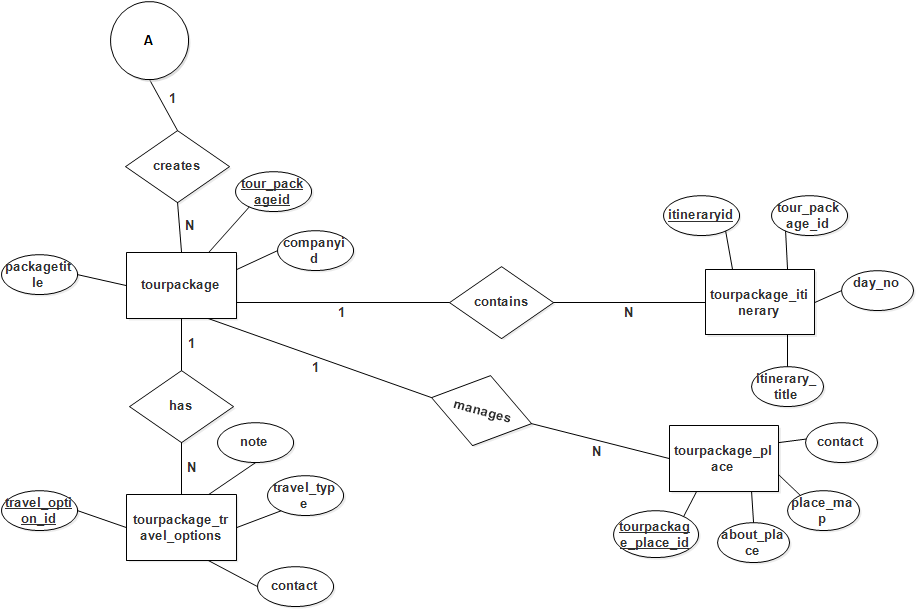 A
1
creates
N
tour_pack
ageid
companyi
d
packagetit
le
tourpackage
1
contains
N
itineraryid
tour_pack
age_id
day_no
tourpackage_iti
nerary
itinerary_
title
1
has
N
1
manages
N
note
travel_typ
e
travel_opti
on_id
tourpackage_tr
avel_options
contact
tourpackage_pl
ace
contact
place_ma
p
about_pla
ce
tourpackag
e_place_id